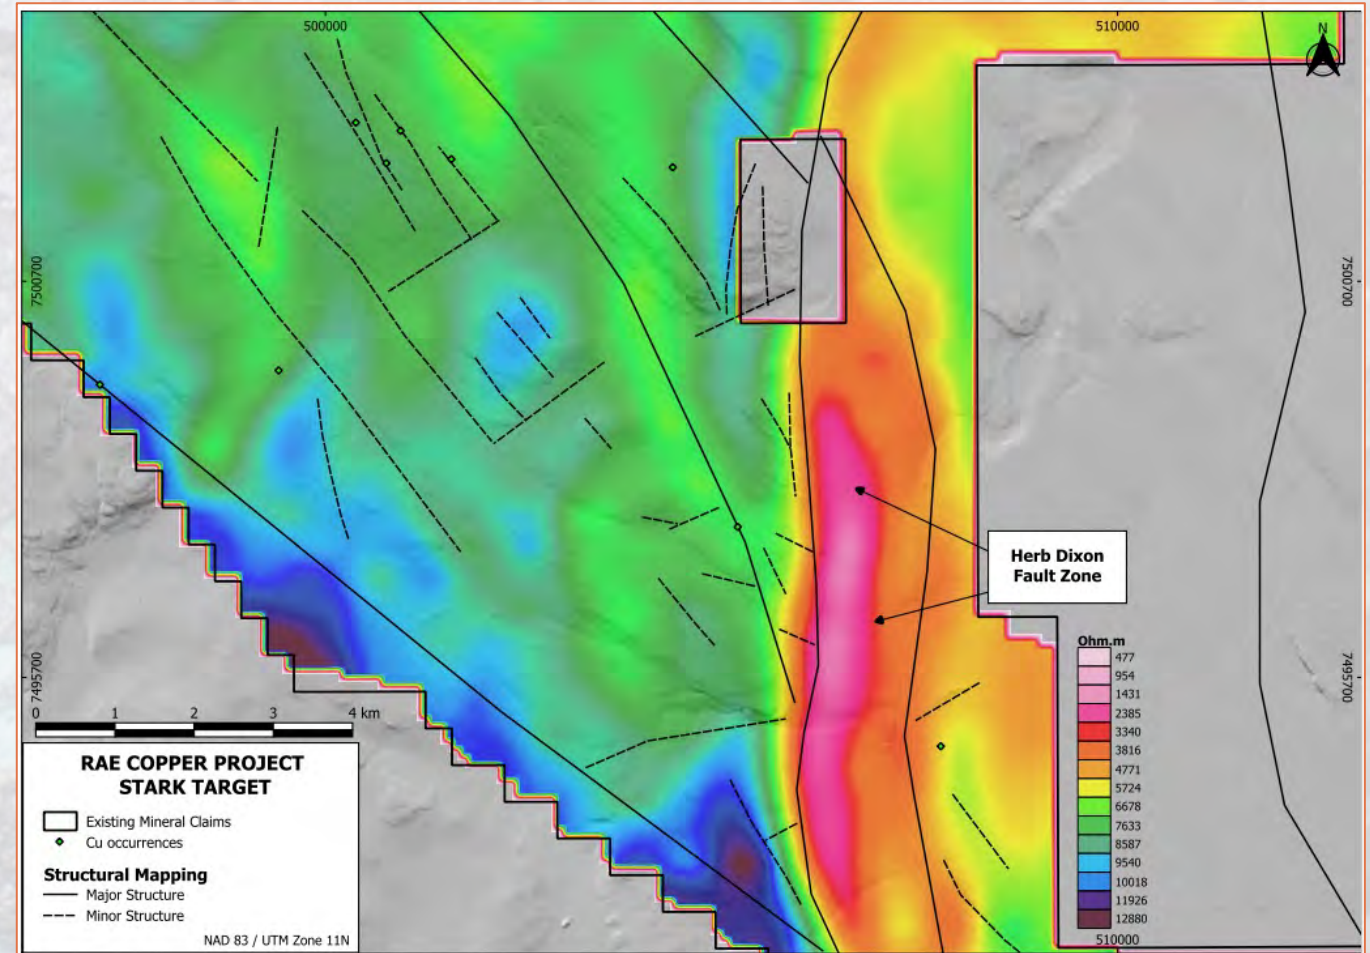 500000
510000
N
7500700
7500700
Herb Dixon
Fault Zone
Ohm.m
477
954
1431
2385
3340
3816
4771
5724
6678
7633
8587
9540
10018
11926
12880
7495700
7495700
0 1 2 3 4 km
RAE COPPER PROJECT
STARK TARGET
Existing Mineral Claims
Cu occurrences
Structural Mapping
Major Structure
Minor Structure
NAD 83 / UTM Zone 11N
510000